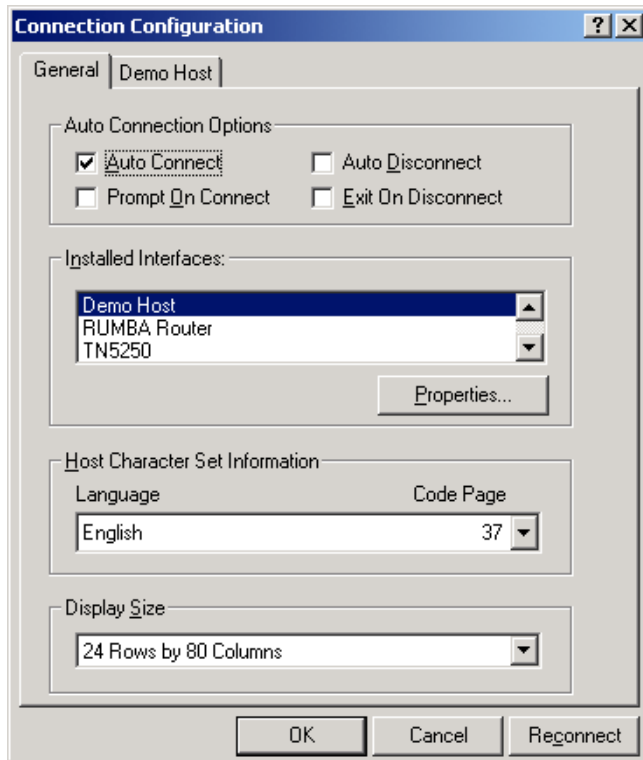 Connection Configuration
General Demo Host
Auto Connection Options
Auto Connect Auto Disconnect
Prompt On Connect Exit On Disconnect
Installed Interfaces:
Demo Host
RUMBA Router
TN5250
Properties...
Host Character Set Information
Language Code Page
English 37
Display Size
24 Rows by 80 Columns
OK Cancel Reconnect